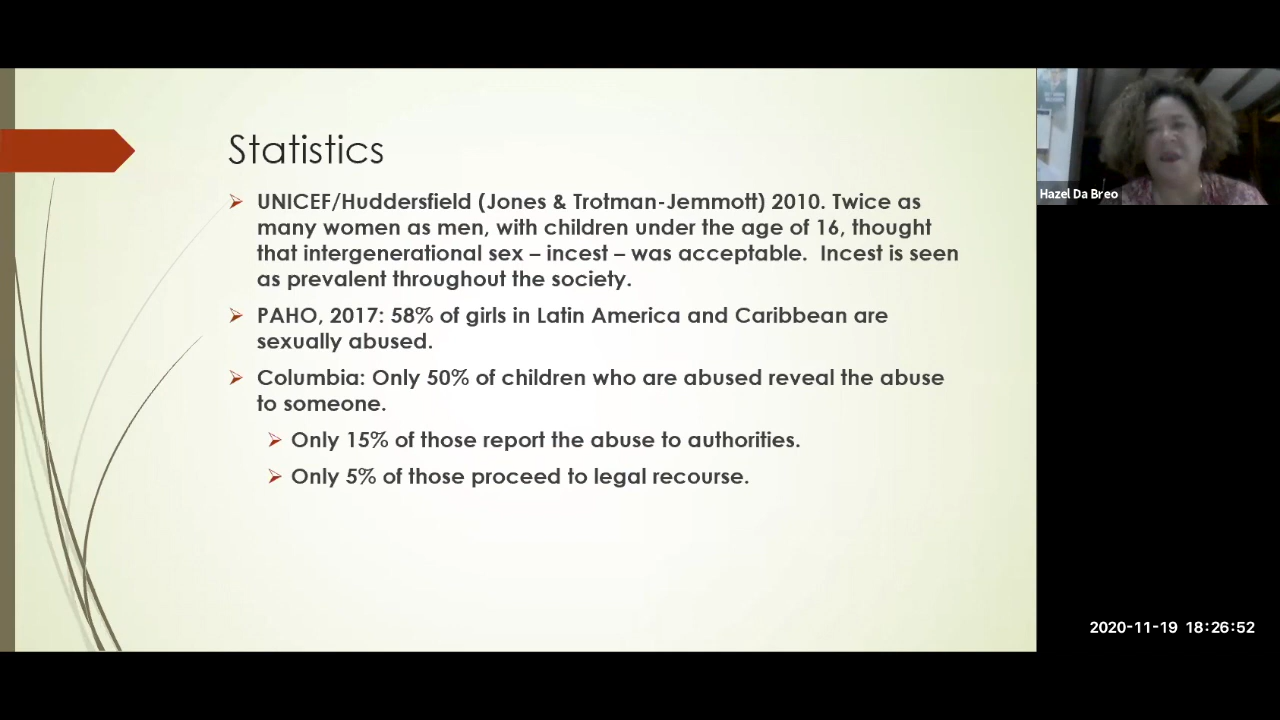 Statistics
UNICEF/Huddersfield (Jones & Trotman-Jemmott) 2010. Twice as
many women as men, with children under the age of 16, thought
that intergenerational sex – incest – was acceptable.  Incest is seen
as prevalent throughout the society.
PAHO, 2017: 58% of girls in Latin America and Caribbean are
sexually abused.
Columbia: Only 50% of children who are abused reveal the abuse
to someone.
Only 15% of those report the abuse to authorities.
Only 5% of those proceed to legal recourse.
Hazel Da Breo
2020-11-19 18:26:52